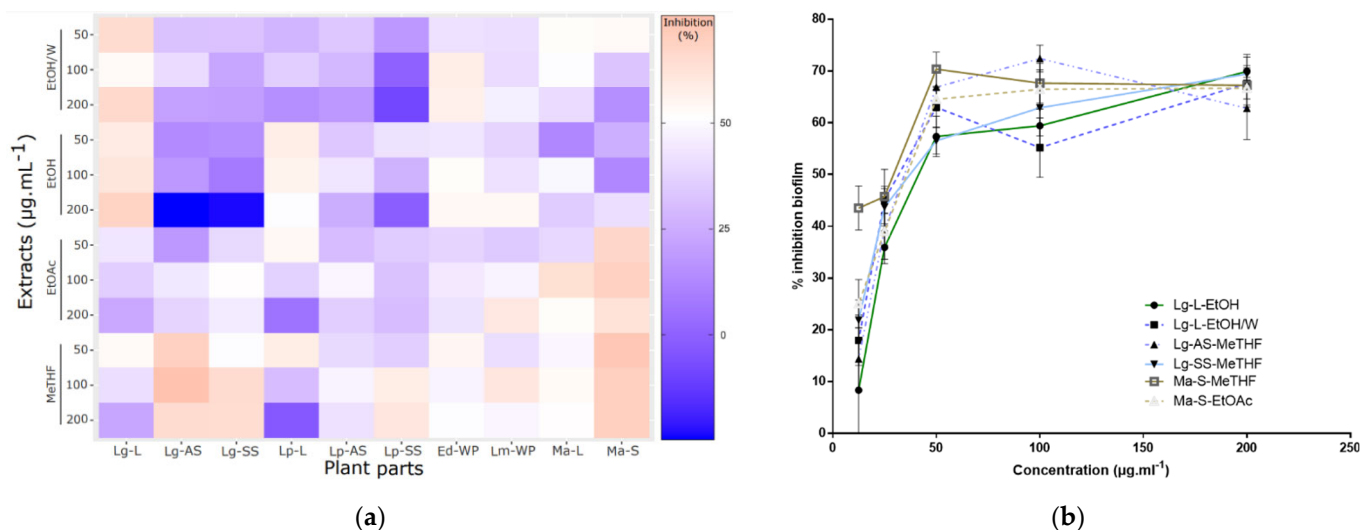 Extracts (µg.mL⁻¹)
EtOH/W
50
100
200
EtOH
50
100
200
EtOAc
50
100
200
MeTHF
50
100
200
Lg-L Lg-AS Lg-SS Lp-L Lp-AS Lp-SS Ed-WP Lm-WP Ma-L Ma-S
Plant parts
Inhibition
(%)
50
25
0
(a)
% inhibition biofilm
80
70
60
50
40
30
20
10
0
0 50 100 150 200 250
Concentration (µg.ml⁻¹)
Lg-L-EtOH
Lg-L-EtOH/W
Lg-AS-MeTHF
Lg-SS-MeTHF
Ma-S-MeTHF
Ma-S-EtOAc
(b)